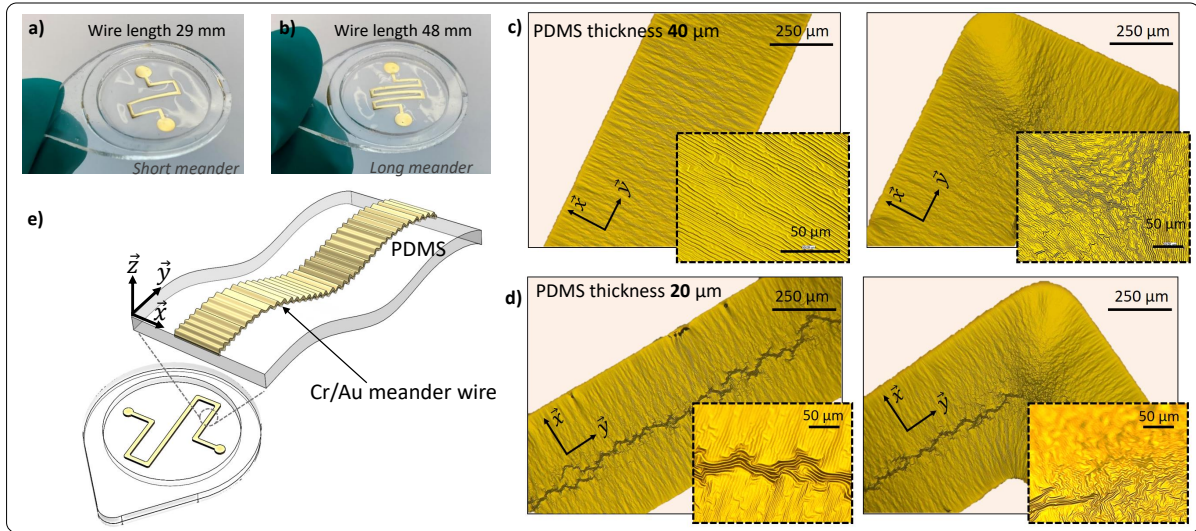 a) Wire length 29 mm
Short meander
b) Wire length 48 mm
Long meander
c) PDMS thickness 40 µm
250 µm
x⃗
y⃗
50 µm
250 µm
x⃗
y⃗
50 µm
d) PDMS thickness 20 µm
250 µm
x⃗
y⃗
50 µm
250 µm
x⃗
y⃗
50 µm
e)
PDMS
z⃗
y⃗
x⃗
Cr/Au meander wire